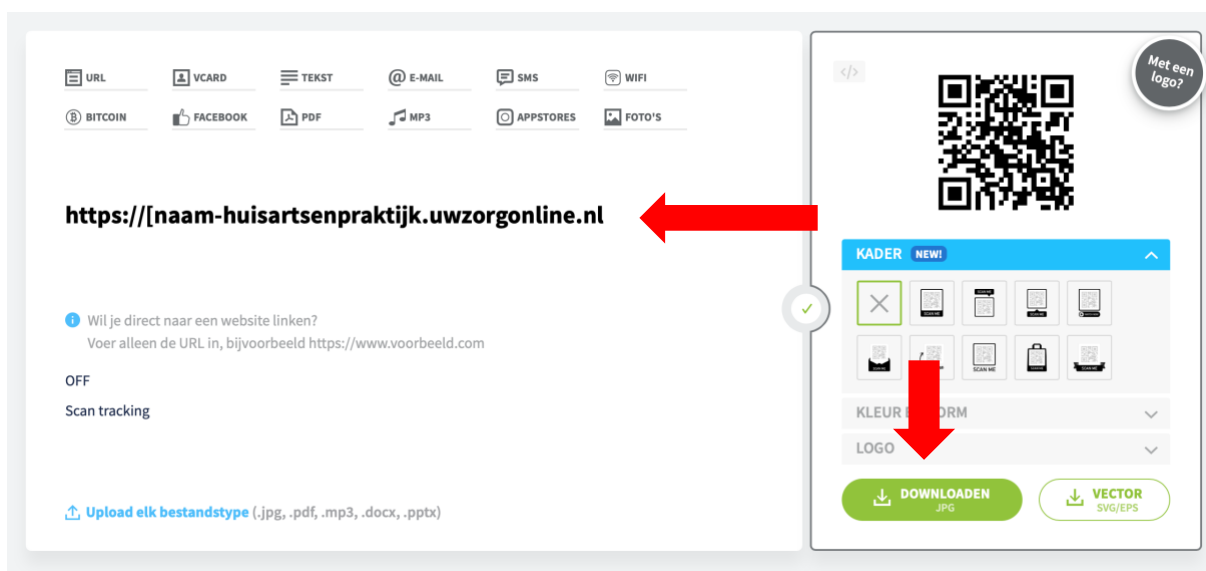 URL VCARD TEKST E-MAIL SMS WIFI
BITCOIN FACEBOOK PDF MP3 APPSTORES FOTO'S
https://[naam-huisartsenpraktijk.uwzorgonline.nl
Wil je direct naar een website linken?
Voer alleen de URL in, bijvoorbeeld https://www.voorbeeld.com
OFF
Scan tracking
Upload elk bestandstype (.jpg, .pdf, .mp3, .docx, .pptx)
</>
Met een
logo?
KADER NEW!
SCAN ME
KLEUR ORM
LOGO
DOWNLOADEN
JPG
VECTOR
SVG/EPS